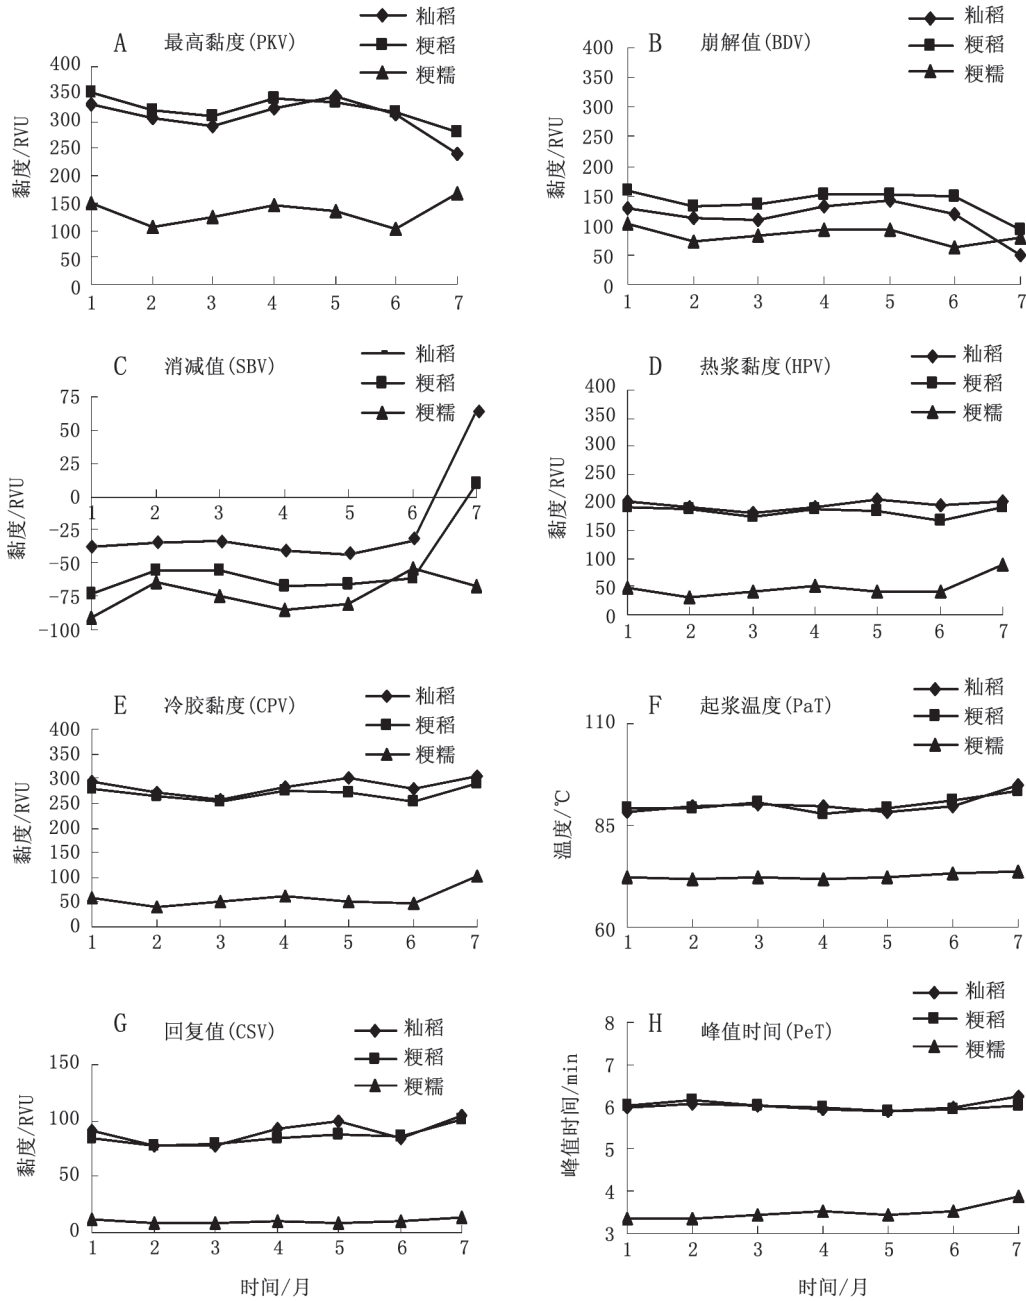 A 最高黏度(PKV)
籼稻
粳稻
粳糯
黏度/RVU
400
350
300
250
200
150
100
50
0
1 2 3 4 5 6 7
B 崩解值(BDV)
籼稻
粳稻
粳糯
黏度/RVU
400
350
300
250
200
150
100
50
0
1 2 3 4 5 6 7
C 消减值(SBV)
籼稻
粳稻
粳糯
黏度/RVU
75
50
25
0
-25
-50
-75
-100
1 2 3 4 5 6 7
D 热浆黏度(HPV)
籼稻
粳稻
粳糯
黏度/RVU
400
350
300
250
200
150
100
50
0
1 2 3 4 5 6 7
E 冷胶黏度(CPV)
籼稻
粳稻
粳糯
黏度/RVU
400
350
300
250
200
150
100
50
0
1 2 3 4 5 6 7
F 起浆温度(PaT)
籼稻
粳稻
粳糯
温度/℃
110
85
60
1 2 3 4 5 6 7
G 回复值(CSV)
籼稻
粳稻
粳糯
黏度/RVU
150
100
50
0
1 2 3 4 5 6 7
时间/月
H 峰值时间(PeT)
籼稻
粳稻
粳糯
峰值时间/min
8
7
6
5
4
3
1 2 3 4 5 6 7
时间/月